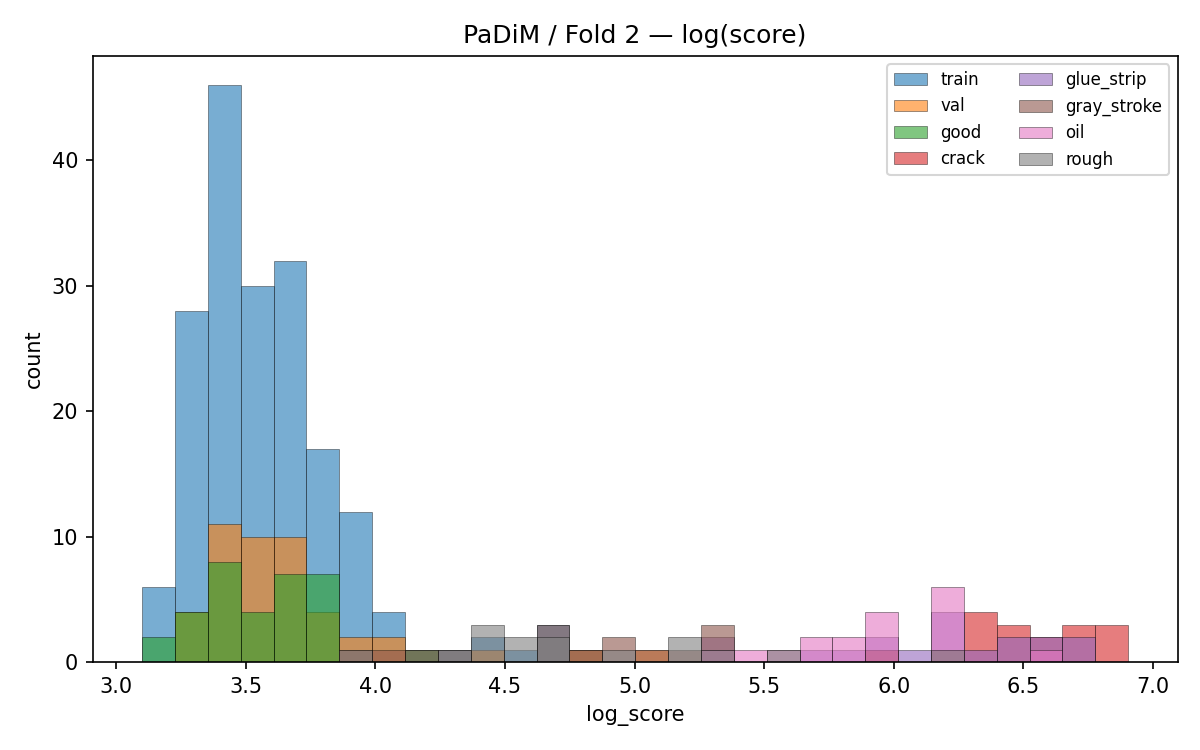 PaDiM / Fold 2 — log(score)
train
val
good
crack
glue_strip
gray_stroke
oil
rough
count
40
30
20
10
0
3.0 3.5 4.0 4.5 5.0 5.5 6.0 6.5 7.0
log_score